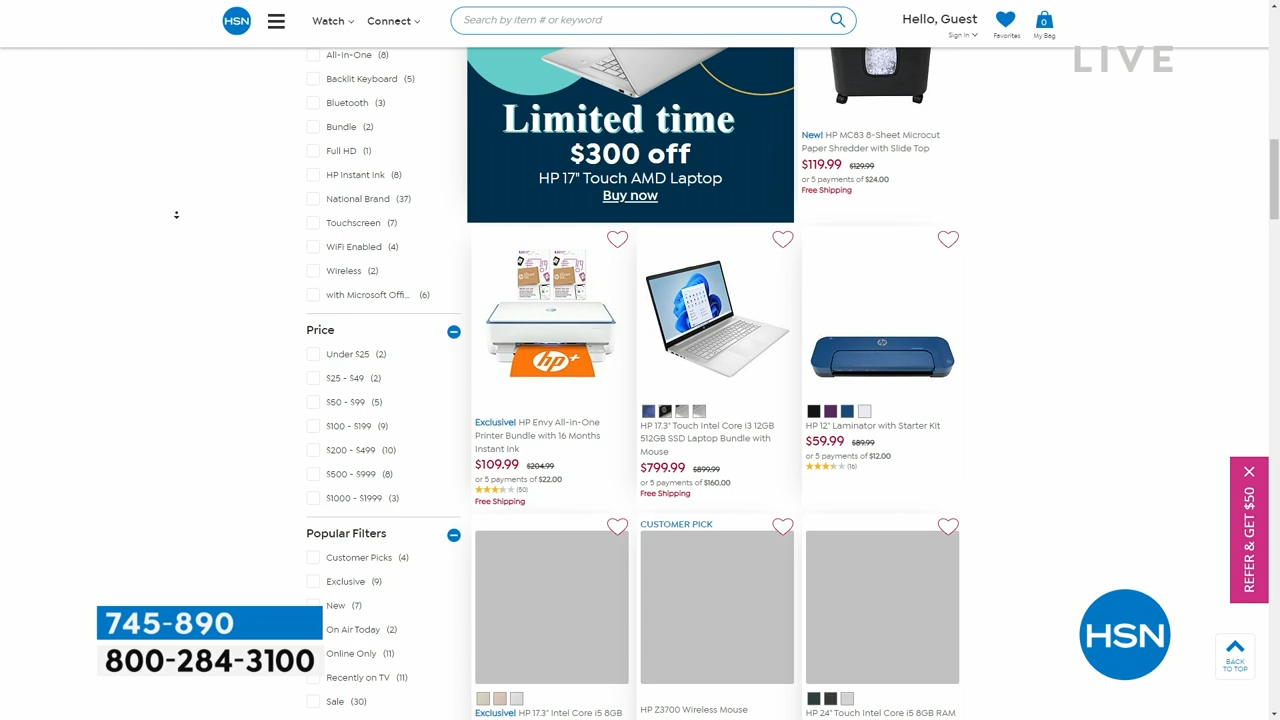 HSN
Watch
Connect
Search by item # or keyword
Hello, Guest
Sign In
Favorites
0
My Bag
LIVE
All-In-One (8)
Backlit Keyboard (5)
Bluetooth (3)
Bundle (2)
Full HD (1)
HP Instant Ink (8)
National Brand (37)
Touchscreen (7)
WiFi Enabled (4)
Wireless (2)
with Microsoft Offi... (6)
Price
Under $25 (2)
$25 - $49 (2)
$50 - $99 (5)
$100 - $199 (9)
$200 - $499 (10)
$500 - $999 (8)
$1000 - $1999 (3)
Popular Filters
Customer Picks (4)
Exclusive (9)
New (7)
On Air Today (2)
Online Only (11)
Recently on TV (11)
Sale (30)
Limited time
$300 off
HP 17" Touch AMD Laptop
Buy now
New! HP MC83 8-Sheet Microcut
Paper Shredder with Slide Top
$119.99 $129.99
or 5 payments of $24.00
Free Shipping
hp+
Exclusive! HP Envy All-in-One
Printer Bundle with 16 Months
Instant Ink
$109.99 $204.99
or 5 payments of $22.00
(50)
Free Shipping
HP 17.3" Touch Intel Core i3 12GB
512GB SSD Laptop Bundle with
Mouse
$799.99 $899.99
or 5 payments of $160.00
Free Shipping
hp
HP 12" Laminator with Starter Kit
$59.99 $89.99
or 5 payments of $12.00
(16)
CUSTOMER PICK
Exclusive! HP 17.3" Intel Core i5 8GB
HP Z3700 Wireless Mouse
HP 24" Touch Intel Core i5 8GB RAM
REFER & GET $50
HSN
BACK
TO TOP
745-890
800-284-3100